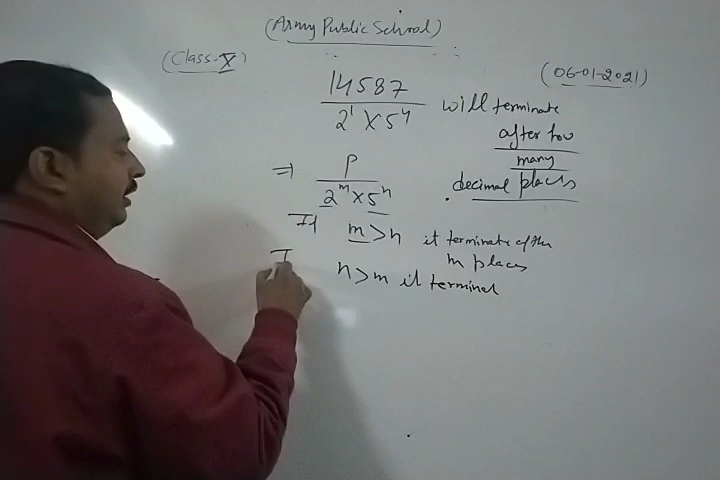 (Army Public School)
(Class-X)
(06-01-2021)
14587
2¹ X 5⁴
will terminate
after how
many
decimal places
⇒ P
2ᵐ X 5ⁿ
If m > n it terminate after
m places
I n > m it terminal